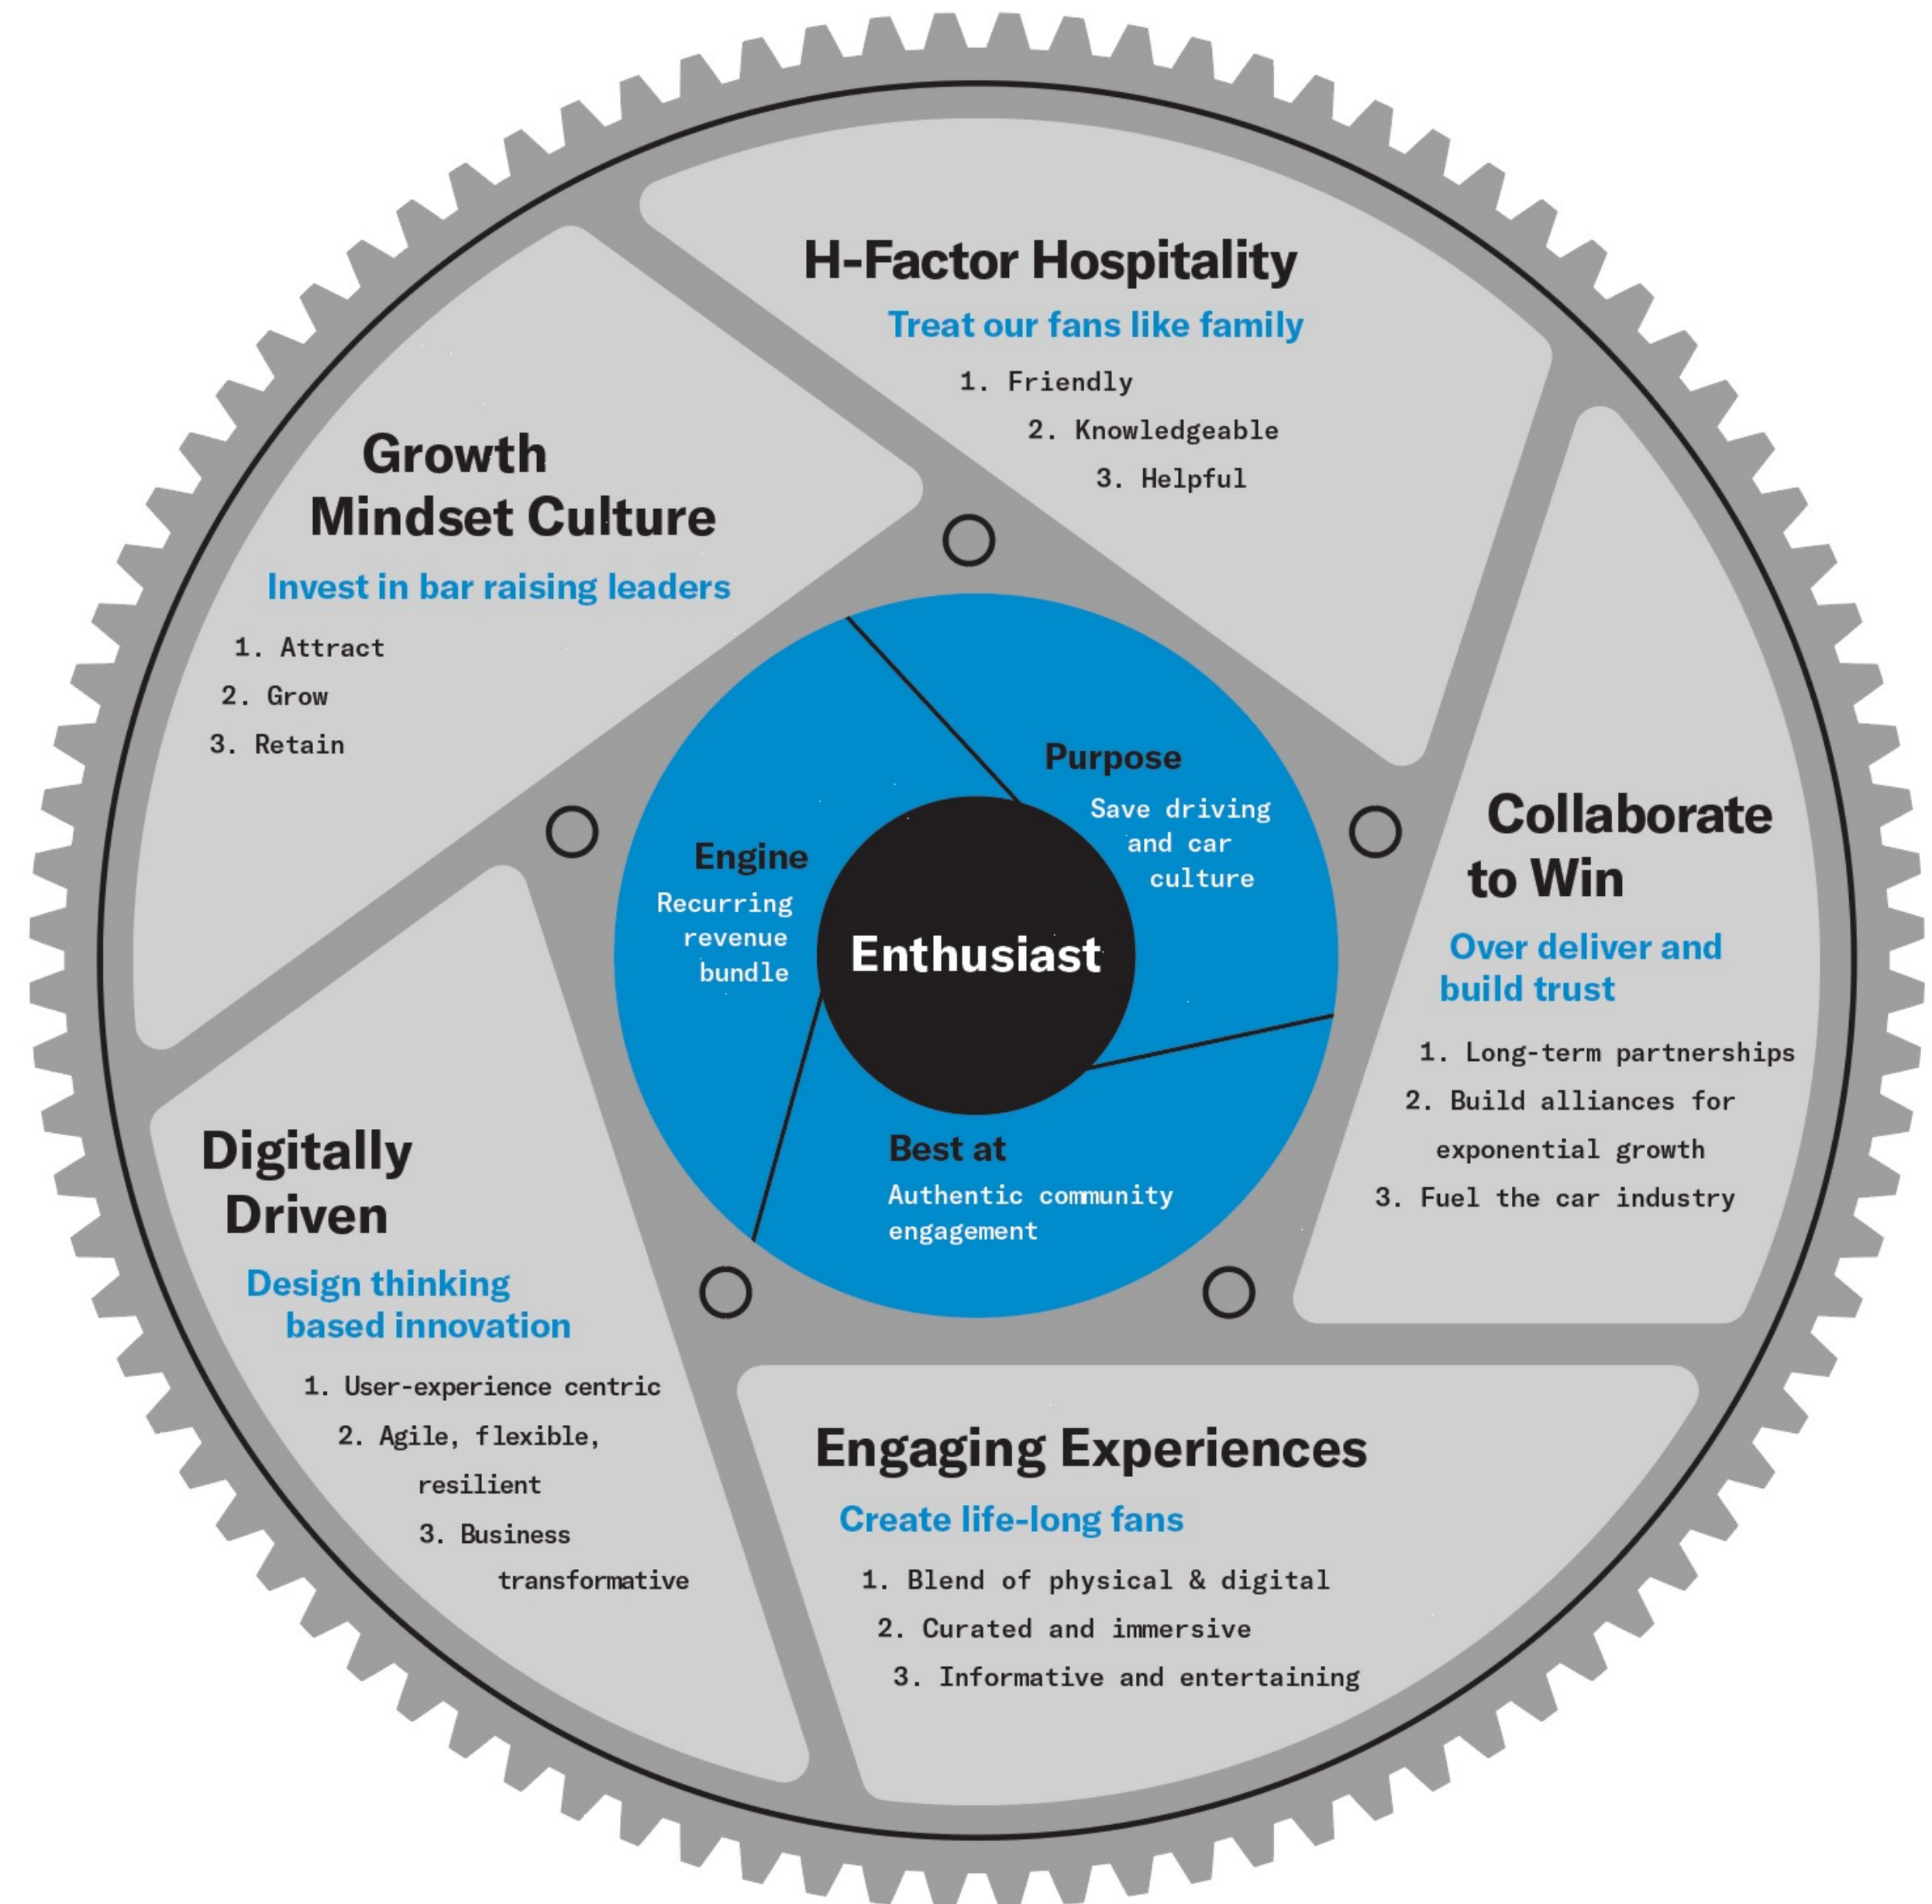 H-Factor Hospitality
Treat our fans like family
1. Friendly
2. Knowledgeable
3. Helpful
Growth
Mindset Culture
Invest in bar raising leaders
1. Attract
2. Grow
3. Retain
Purpose
Save driving
and car
culture
Engine
Recurring
revenue
bundle
Enthusiast
Best at
Authentic community
engagement
Collaborate
to Win
Over deliver and
build trust
1. Long-term partnerships
2. Build alliances for
exponential growth
3. Fuel the car industry
Digitally
Driven
Design thinking
based innovation
1. User-experience centric
2. Agile, flexible,
resilient
3. Business
transformative
Engaging Experiences
Create life-long fans
1. Blend of physical & digital
2. Curated and immersive
3. Informative and entertaining